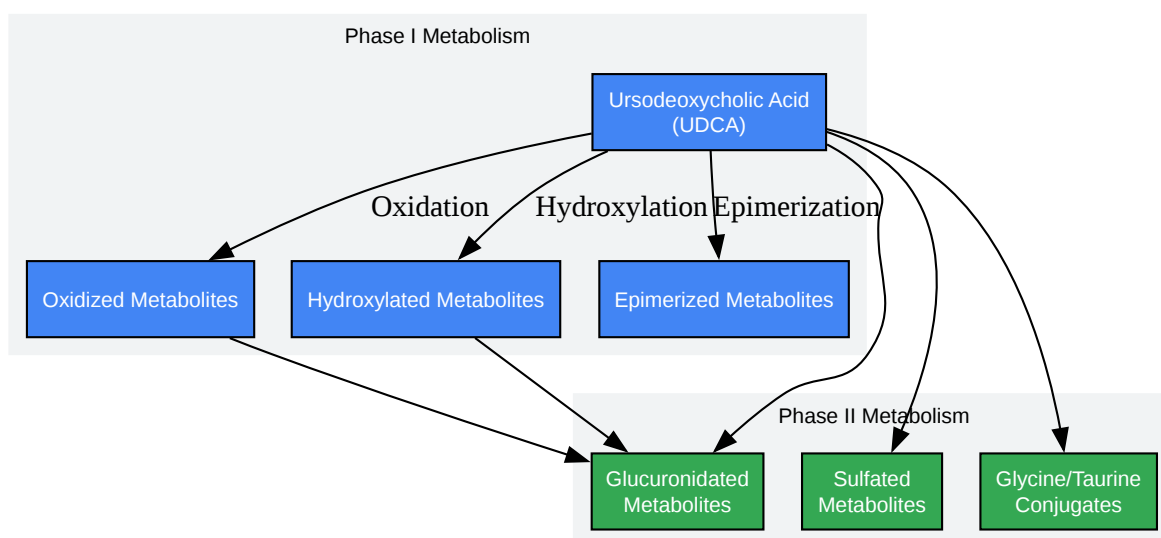 Phase I Metabolism
Ursodeoxycholic Acid
(UDCA)
Oxidation
Hydroxylation
Epimerization
Oxidized Metabolites
Hydroxylated Metabolites
Epimerized Metabolites
Phase II Metabolism
Glucuronidated
Metabolites
Sulfated
Metabolites
Glycine/Taurine
Conjugates